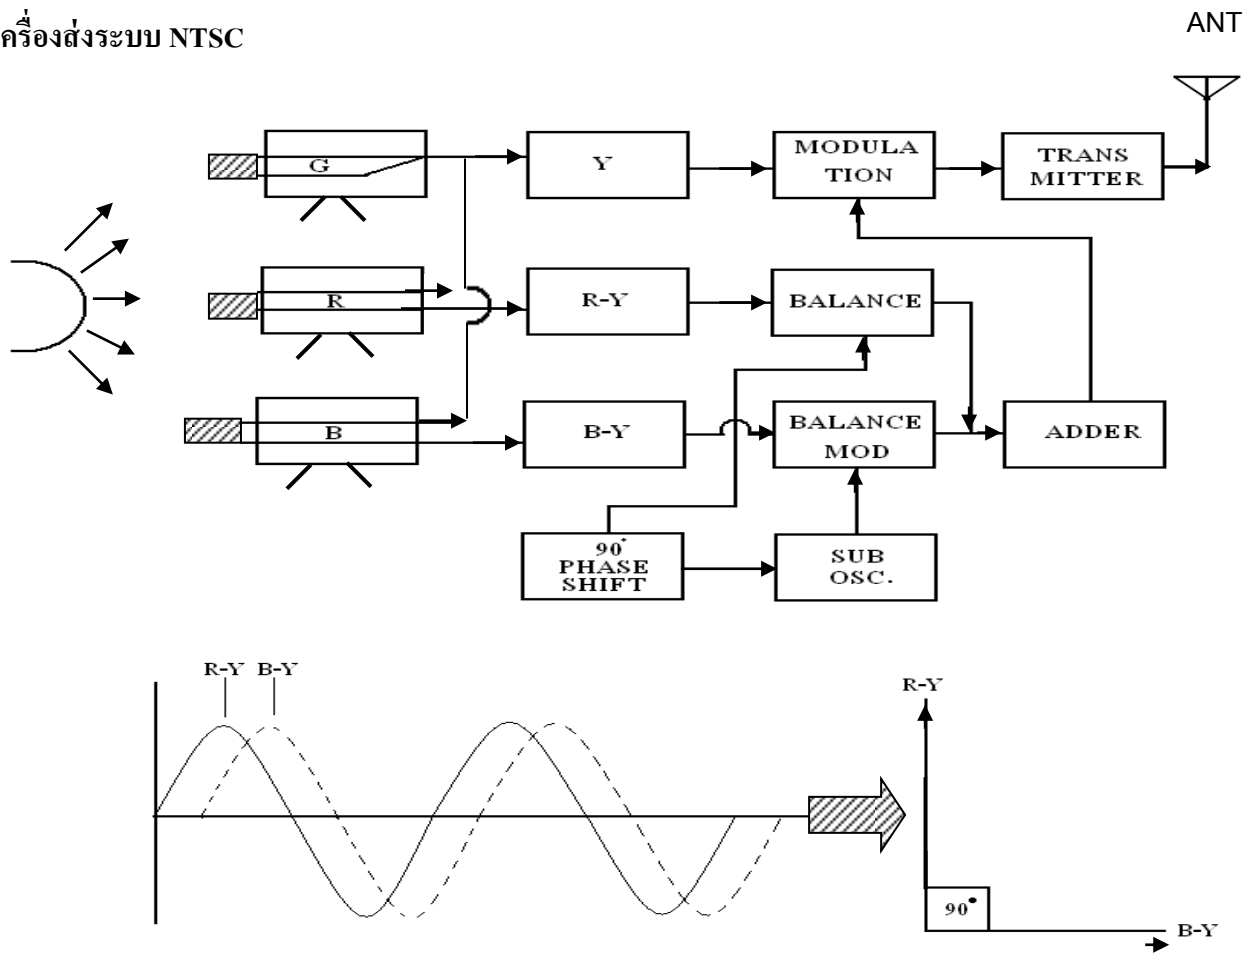 ครื่องส่งระบบ NTSC
ANT
G
Y
MODULA
TION
TRANS
MITTER
R
R-Y
BALANCE
B
B-Y
BALANCE
MOD
ADDER
90°
PHASE
SHIFT
SUB
OSC.
R-Y B-Y
R-Y
90°
B-Y